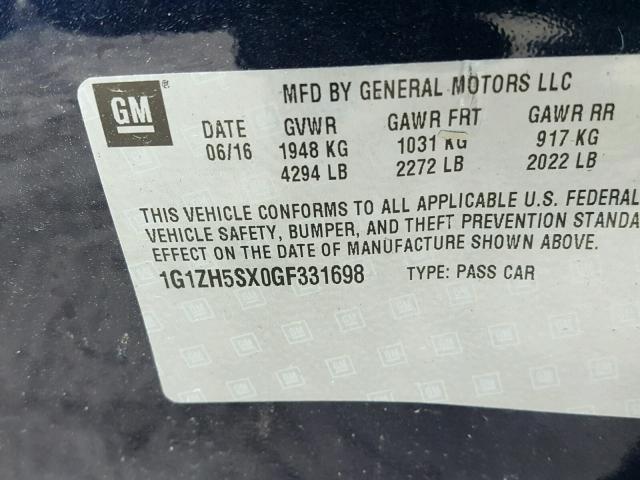 GM
MFD BY GENERAL MOTORS LLC
DATE GVWR GAWR FRT GAWR RR
06/16 1948 KG 1031 KG 917 KG
4294 LB 2272 LB 2022 LB
THIS VEHICLE CONFORMS TO ALL APPLICABLE U.S. FEDERAL
VEHICLE SAFETY, BUMPER, AND THEFT PREVENTION STANDA
EFFECT ON THE DATE OF MANUFACTURE SHOWN ABOVE.
1G1ZH5SX0GF331698 TYPE: PASS CAR